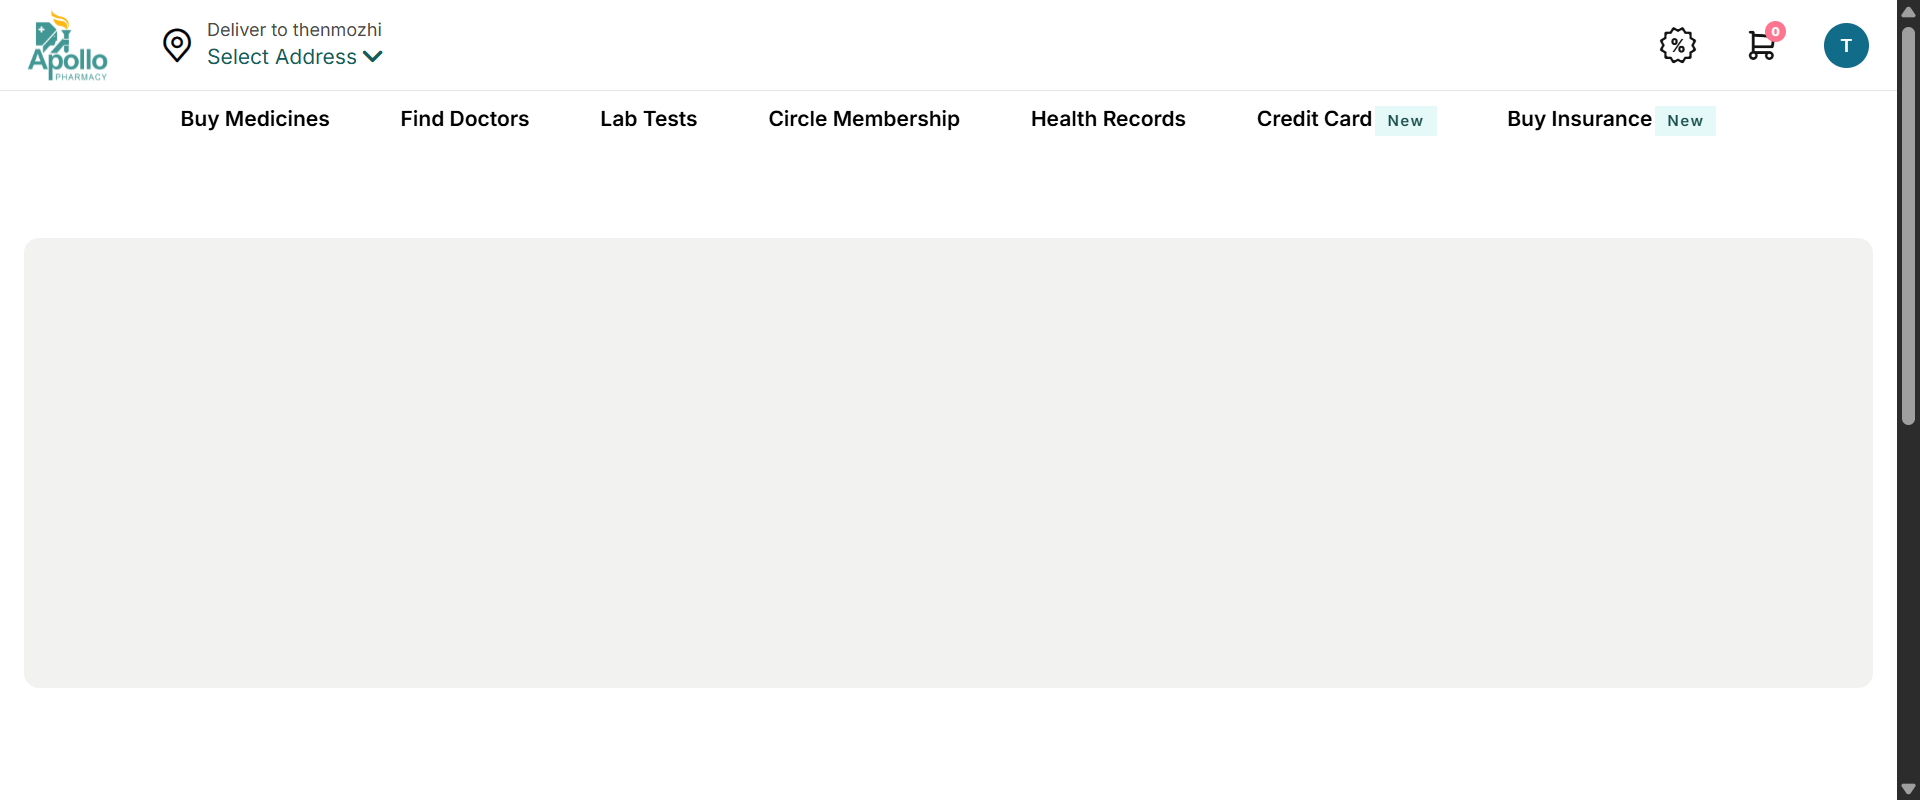 Apollo
PHARMACY
Deliver to thenmozhi
Select Address
0
T
Buy Medicines
Find Doctors
Lab Tests
Circle Membership
Health Records
Credit Card New
Buy Insurance New